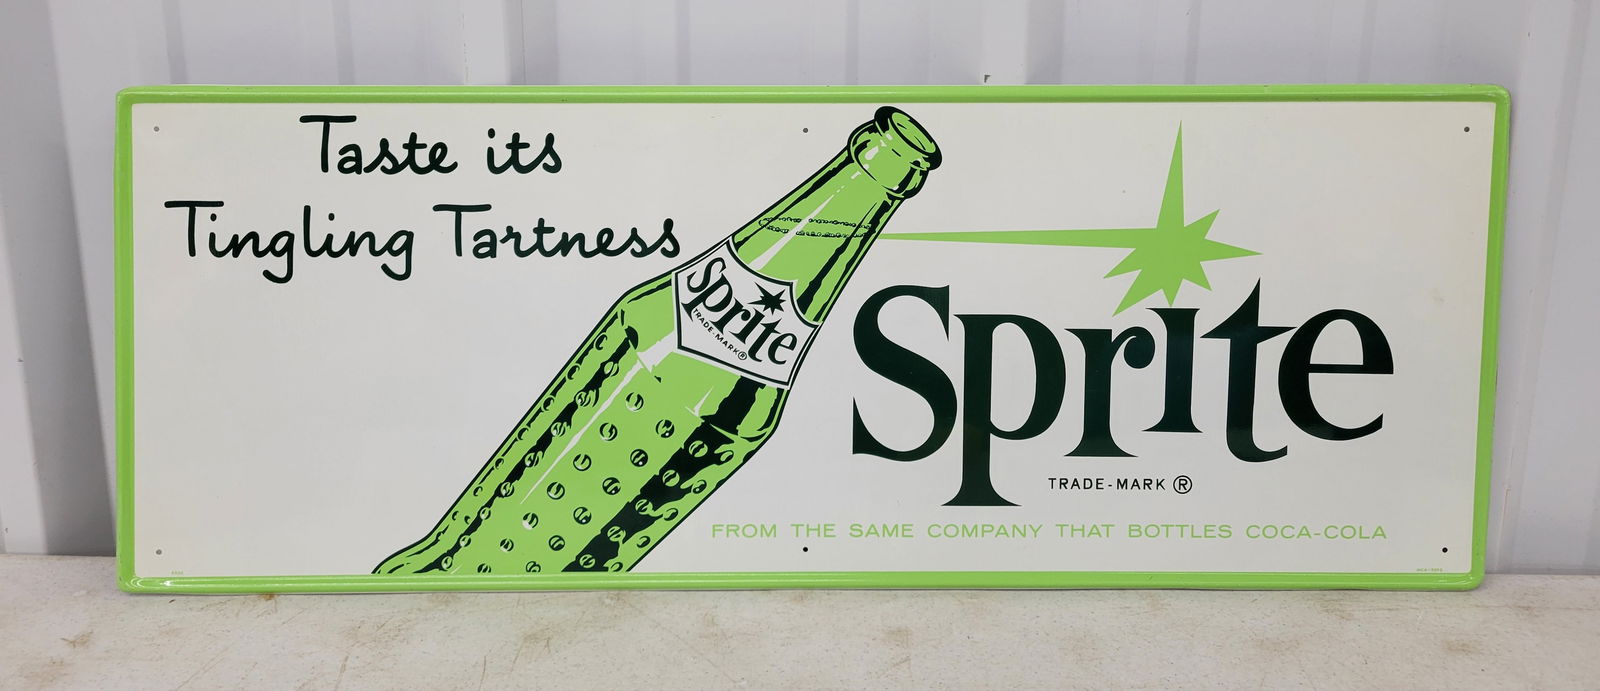 Taste its
Tingling Tartness
Sprite
TRADE-MARK ®
Sprite
TRADE-MARK ®
FROM THE SAME COMPANY THAT BOTTLES COCA-COLA